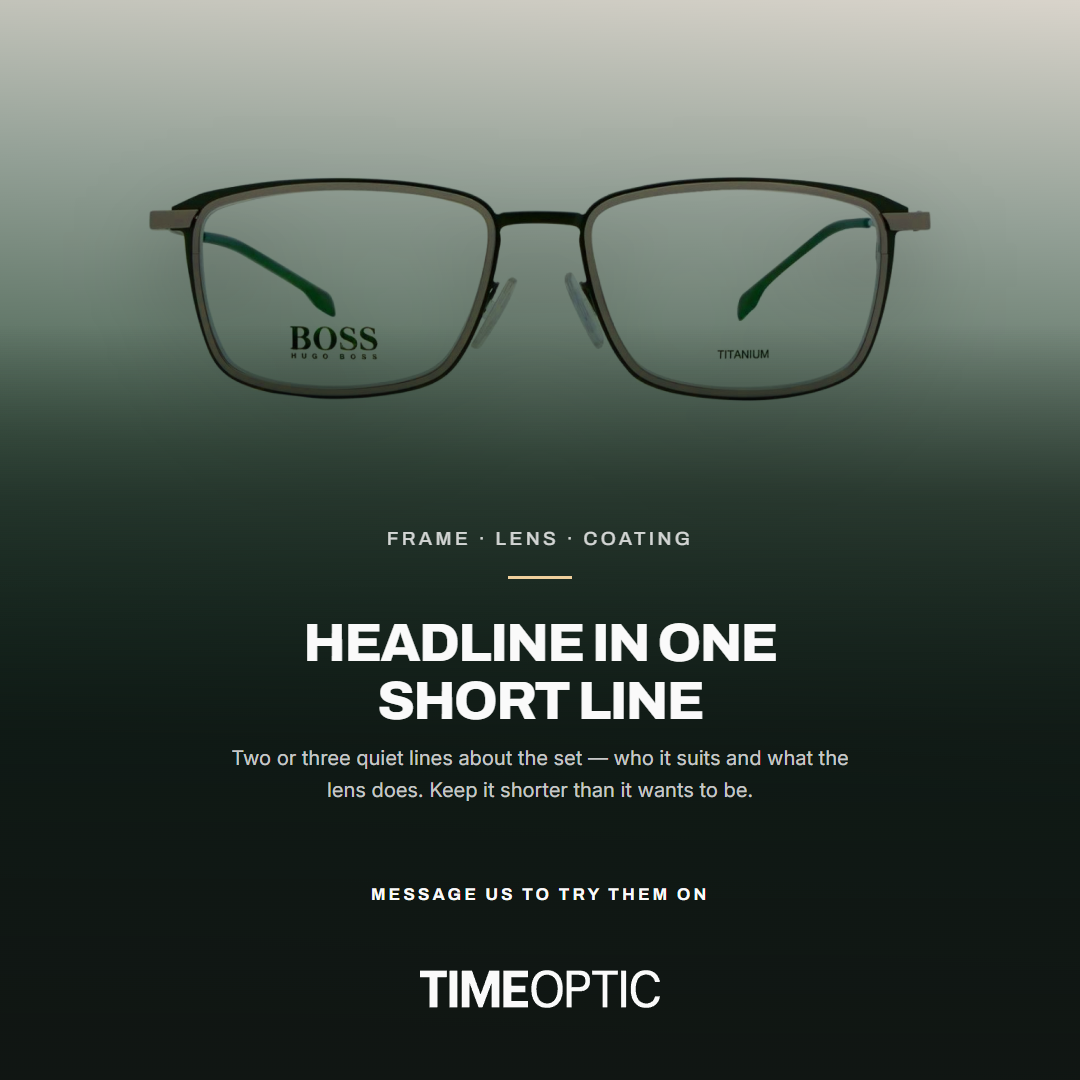 BOSS
HUGO BOSS
TITANIUM
FRAME · LENS · COATING
HEADLINE IN ONE
SHORT LINE
Two or three quiet lines about the set — who it suits and what the
lens does. Keep it shorter than it wants to be.
MESSAGE US TO TRY THEM ON
TIMEOPTIC